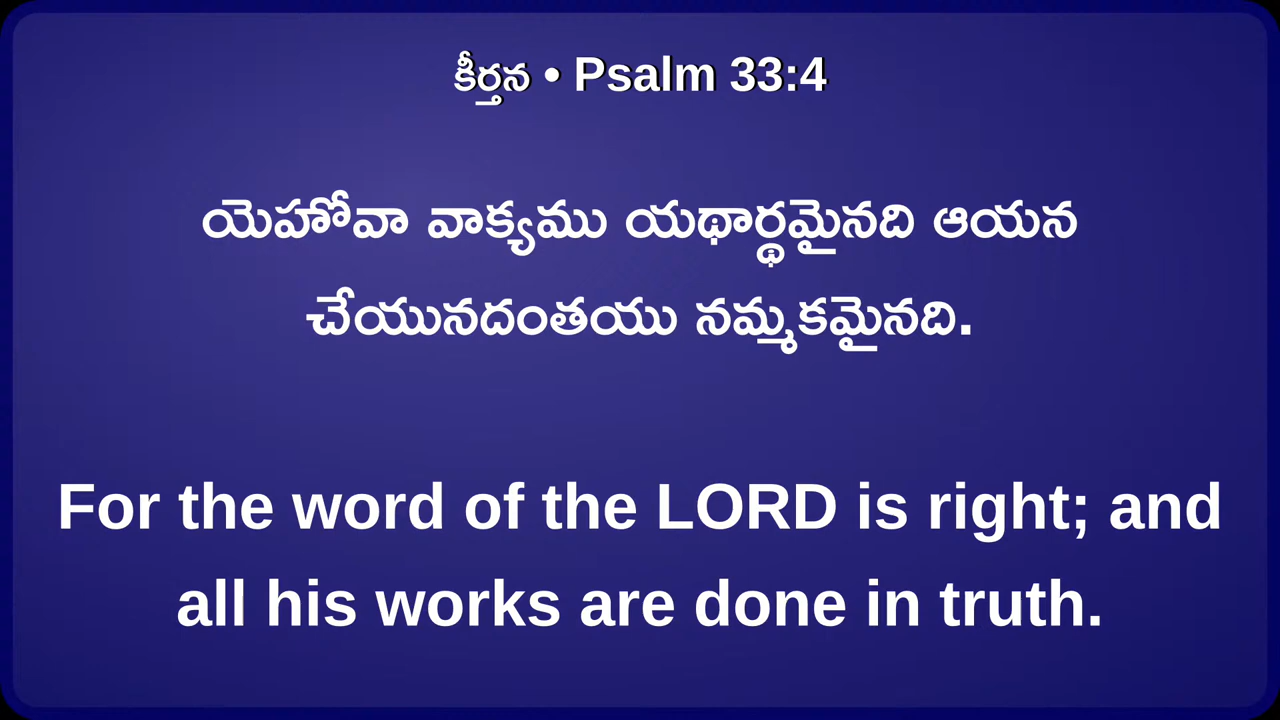 కీర్తన • Psalm 33:4
యెహోవా వాక్యము యథార్థమైనది ఆయన
చేయునదంతయు నమ్మకమైనది.
For the word of the LORD is right; and
all his works are done in truth.